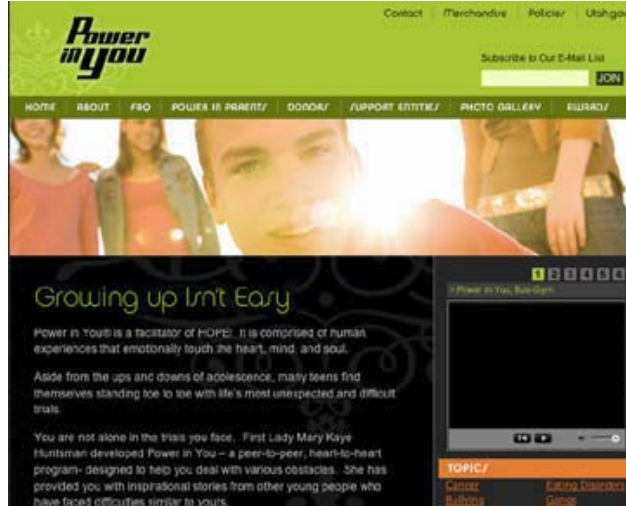 Contact Merchandise Policies Utah.gov
Power
in you
Subscribe to Our E-Mail List
JOIN
HOME ABOUT FAQ POWER IN PARENTS DONORS SUPPORT ENTITIES PHOTO GALLERY AWARDS
1 2 3 4 5 6
> Power in You, Bus-Gym
Growing up Isn't Easy
Power in You® is a facilitator of HOPE! It is comprised of human
experiences that emotionally touch the heart, mind, and soul.
Aside from the ups and downs of adolescence, many teens find
themselves standing toe to toe with life's most unexpected and difficult
trials.
You are not alone in the trials you face. First Lady Mary Kaye
Huntsman developed Power in You – a peer-to-peer, heart-to-heart
program- designed to help you deal with various obstacles. She has
provided you with inspirational stories from other young people who
have faced difficulties similar to yours.
TOPICS
Cancer Eating Disorders
Bullying Gangs